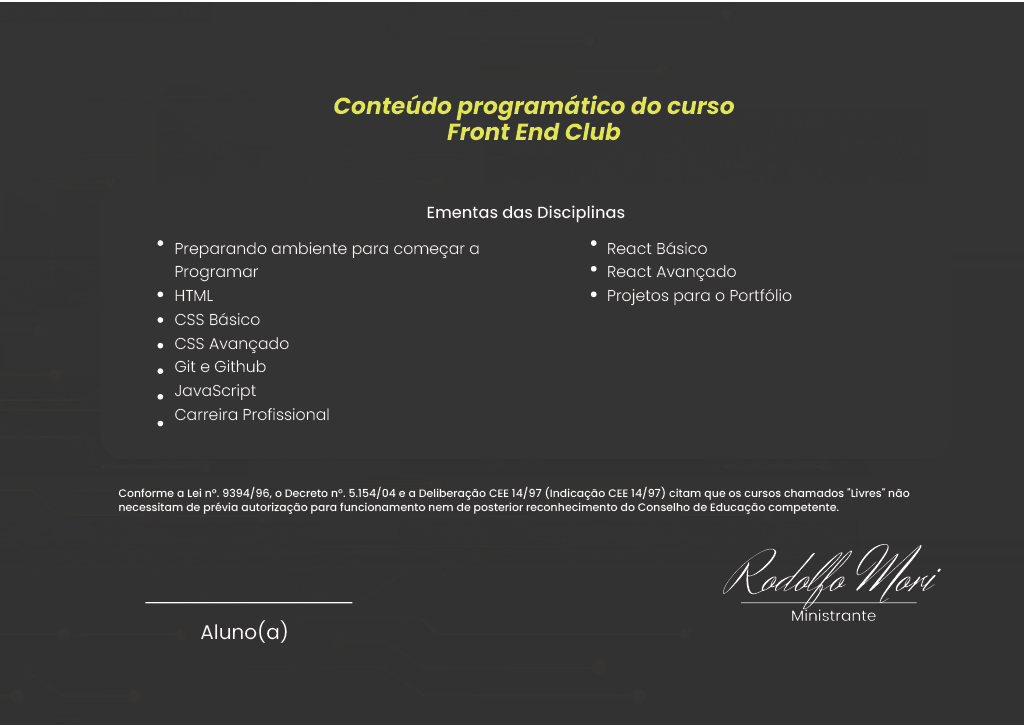 Conteúdo programático do curso
Front End Club
Ementas das Disciplinas
• Preparando ambiente para começar a
Programar
• HTML
• CSS Básico
• CSS Avançado
• Git e Github
• JavaScript
• Carreira Profissional
• React Básico
• React Avançado
• Projetos para o Portfólio
Conforme a Lei nº. 9394/96, o Decreto nº. 5.154/04 e a Deliberação CEE 14/97 (Indicação CEE 14/97) citam que os cursos chamados "Livres" não
necessitam de prévia autorização para funcionamento nem de posterior reconhecimento do Conselho de Educação competente.
Rodolfo Mori
Ministrante
Aluno(a)